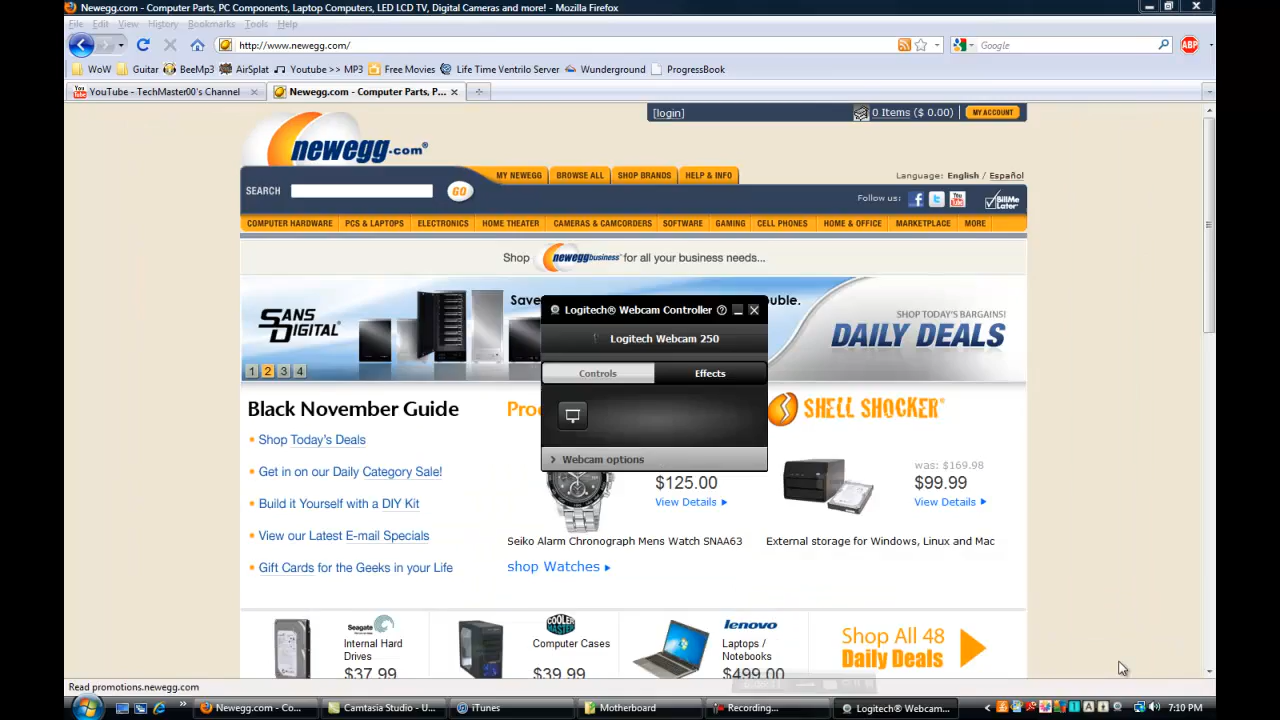 Newegg.com - Computer Parts, PC Components, Laptop Computers, LED LCD TV, Digital Cameras and more! - Mozilla Firefox
File Edit View History Bookmarks Tools Help
http://www.newegg.com/
Google
ABP
WoW Guitar BeeMp3 AirSplat Youtube >> MP3 Free Movies Life Time Ventrilo Server Wunderground ProgressBook
YouTube - TechMaster00's Channel
Newegg.com - Computer Parts, P...
[login]
0 Items ($ 0.00)
MY ACCOUNT
newegg.com®
MY NEWEGG BROWSE ALL SHOP BRANDS HELP & INFO
Language: English / Español
SEARCH GO
Follow us:
BillMeLater
COMPUTER HARDWARE PCS & LAPTOPS ELECTRONICS HOME THEATER CAMERAS & CAMCORDERS SOFTWARE GAMING CELL PHONES HOME & OFFICE MARKETPLACE MORE
Shop neweggbusiness for all your business needs...
SANS DIGITAL
Save
ouble.
SHOP TODAY'S BARGAINS!
DAILY DEALS
1 2 3 4
Logitech® Webcam Controller
Logitech Webcam 250
Controls Effects
Webcam options
Black November Guide
Shop Today's Deals
Get in on our Daily Category Sale!
Build it Yourself with a DIY Kit
View our Latest E-mail Specials
Gift Cards for the Geeks in your Life
Proc
$125.00
View Details
Seiko Alarm Chronograph Mens Watch SNAA63
shop Watches
SHELL SHOCKER®
was: $169.98
$99.99
View Details
External storage for Windows, Linux and Mac
Seagate
Internal Hard
Drives
$37.99
COOLER MASTER
Computer Cases
$39.99
lenovo
Laptops /
Notebooks
$499.00
Shop All 48
Daily Deals
Read promotions.newegg.com
Newegg.com - Co...
Camtasia Studio - U...
iTunes
Motherboard
Recording...
Logitech® Webcam...
7:10 PM